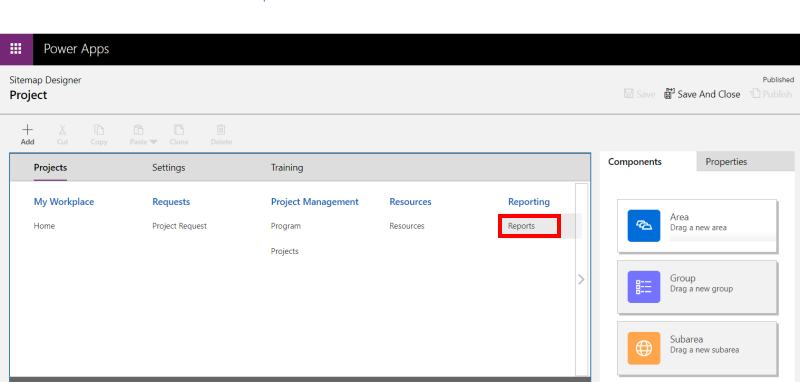 Power Apps
Sitemap Designer
Published
Project
Save Save And Close Publish
Add Cut Copy Paste Clone Delete
Projects Settings Training
Components Properties
My Workplace Requests Project Management Resources Reporting
Home Project Request Program Resources Reports
Projects
Area
Drag a new area
Group
Drag a new group
Subarea
Drag a new subarea